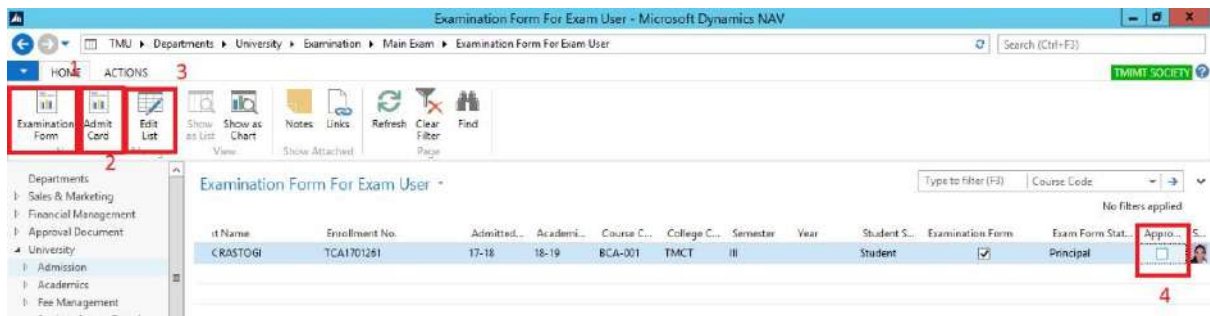 Examination Form For Exam User - Microsoft Dynamics NAV
TMU Departments University Examination Main Exam Examination Form For Exam User
Search (Ctrl+F3)
HOME ACTIONS
1
3
TMIMT SOCIETY
Examination Form
Admit Card
Edit List
Show as List
Show as Chart
Notes
Links
Refresh
Clear Filter
Find
2
View
Show Attached
Page
Departments
Sales & Marketing
Financial Management
Approval Document
University
Admission
Academics
Fee Management
Examination Form For Exam User
Type to filter (F3)
Course Code
No filters applied
Enrollment No. Admitted... Academi... Course C... College C... Semester Year Student S... Examination Form Exam Form Stat... Appro... S...
CRASTOGI TCA1701261 17-18 18-19 BCA-001 TMCT III Student Principal
4